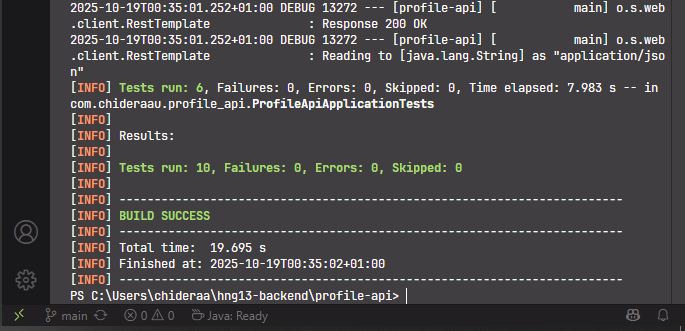 2025-10-19T00:35:01.252+01:00 DEBUG 13272 --- [profile-api] [           main] o.s.web
.client.RestTemplate              : Response 200 OK
2025-10-19T00:35:01.252+01:00 DEBUG 13272 --- [profile-api] [           main] o.s.web
.client.RestTemplate              : Reading to [java.lang.String] as "application/jso
n"
[INFO] Tests run: 6, Failures: 0, Errors: 0, Skipped: 0, Time elapsed: 7.983 s -- in
com.chideraau.profile_api.ProfileApiApplicationTests
[INFO]
[INFO] Results:
[INFO]
[INFO] Tests run: 10, Failures: 0, Errors: 0, Skipped: 0
[INFO]
[INFO] ------------------------------------------------------------------------
[INFO] BUILD SUCCESS
[INFO] ------------------------------------------------------------------------
[INFO] Total time:  19.695 s
[INFO] Finished at: 2025-10-19T00:35:02+01:00
[INFO] ------------------------------------------------------------------------
PS C:\Users\chideraa\hng13-backend\profile-api>
main 0 0 Java: Ready